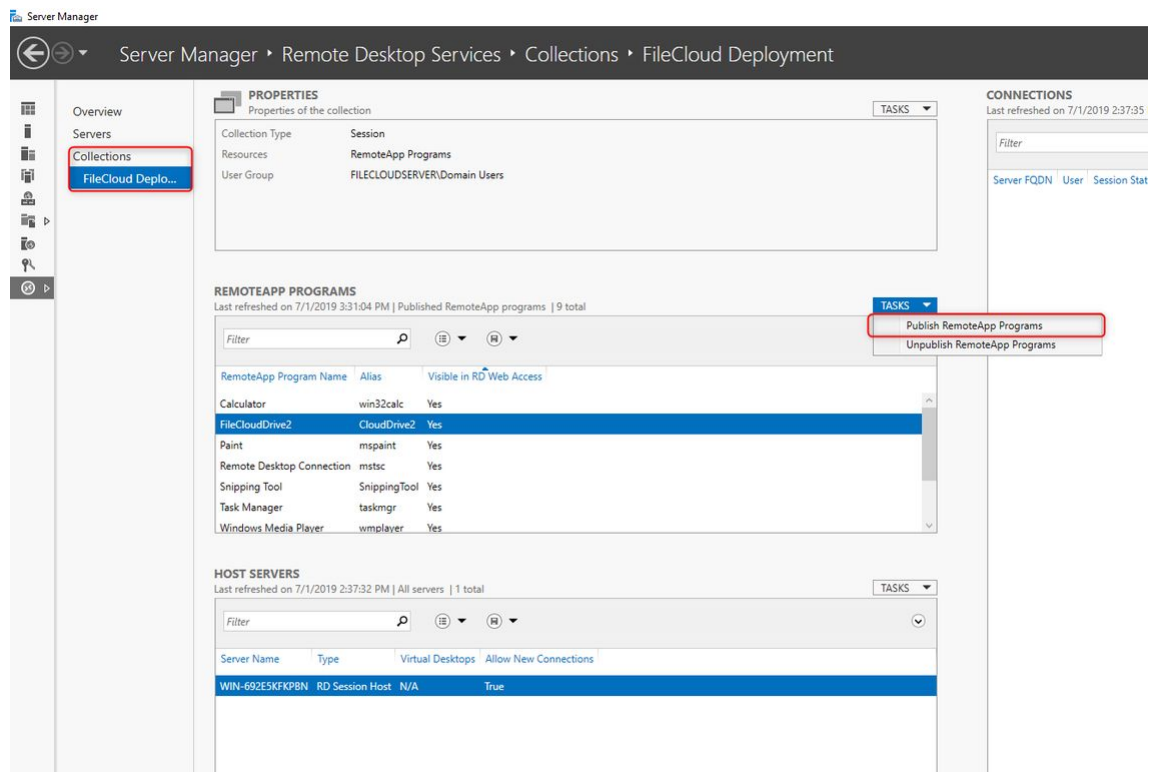 Server Manager
Server Manager ‣ Remote Desktop Services ‣ Collections ‣ FileCloud Deployment
Overview
Servers
Collections
FileCloud Deplo...
PROPERTIES
Properties of the collection
TASKS
Collection Type Session
Resources RemoteApp Programs
User Group FILECLOUDSERVER\Domain Users
REMOTEAPP PROGRAMS
Last refreshed on 7/1/2019 3:31:04 PM | Published RemoteApp programs | 9 total
TASKS
Publish RemoteApp Programs
Unpublish RemoteApp Programs
Filter
RemoteApp Program Name Alias Visible in RD Web Access
Calculator win32calc Yes
FileCloudDrive2 CloudDrive2 Yes
Paint mspaint Yes
Remote Desktop Connection mstsc Yes
Snipping Tool SnippingTool Yes
Task Manager taskmgr Yes
Windows Media Player wmplayer Yes
HOST SERVERS
Last refreshed on 7/1/2019 2:37:32 PM | All servers | 1 total
TASKS
Filter
Server Name Type Virtual Desktops Allow New Connections
WIN-692E5KFKPBN RD Session Host N/A True
CONNECTIONS
Last refreshed on 7/1/2019 2:37:35
Filter
Server FQDN User Session Stat